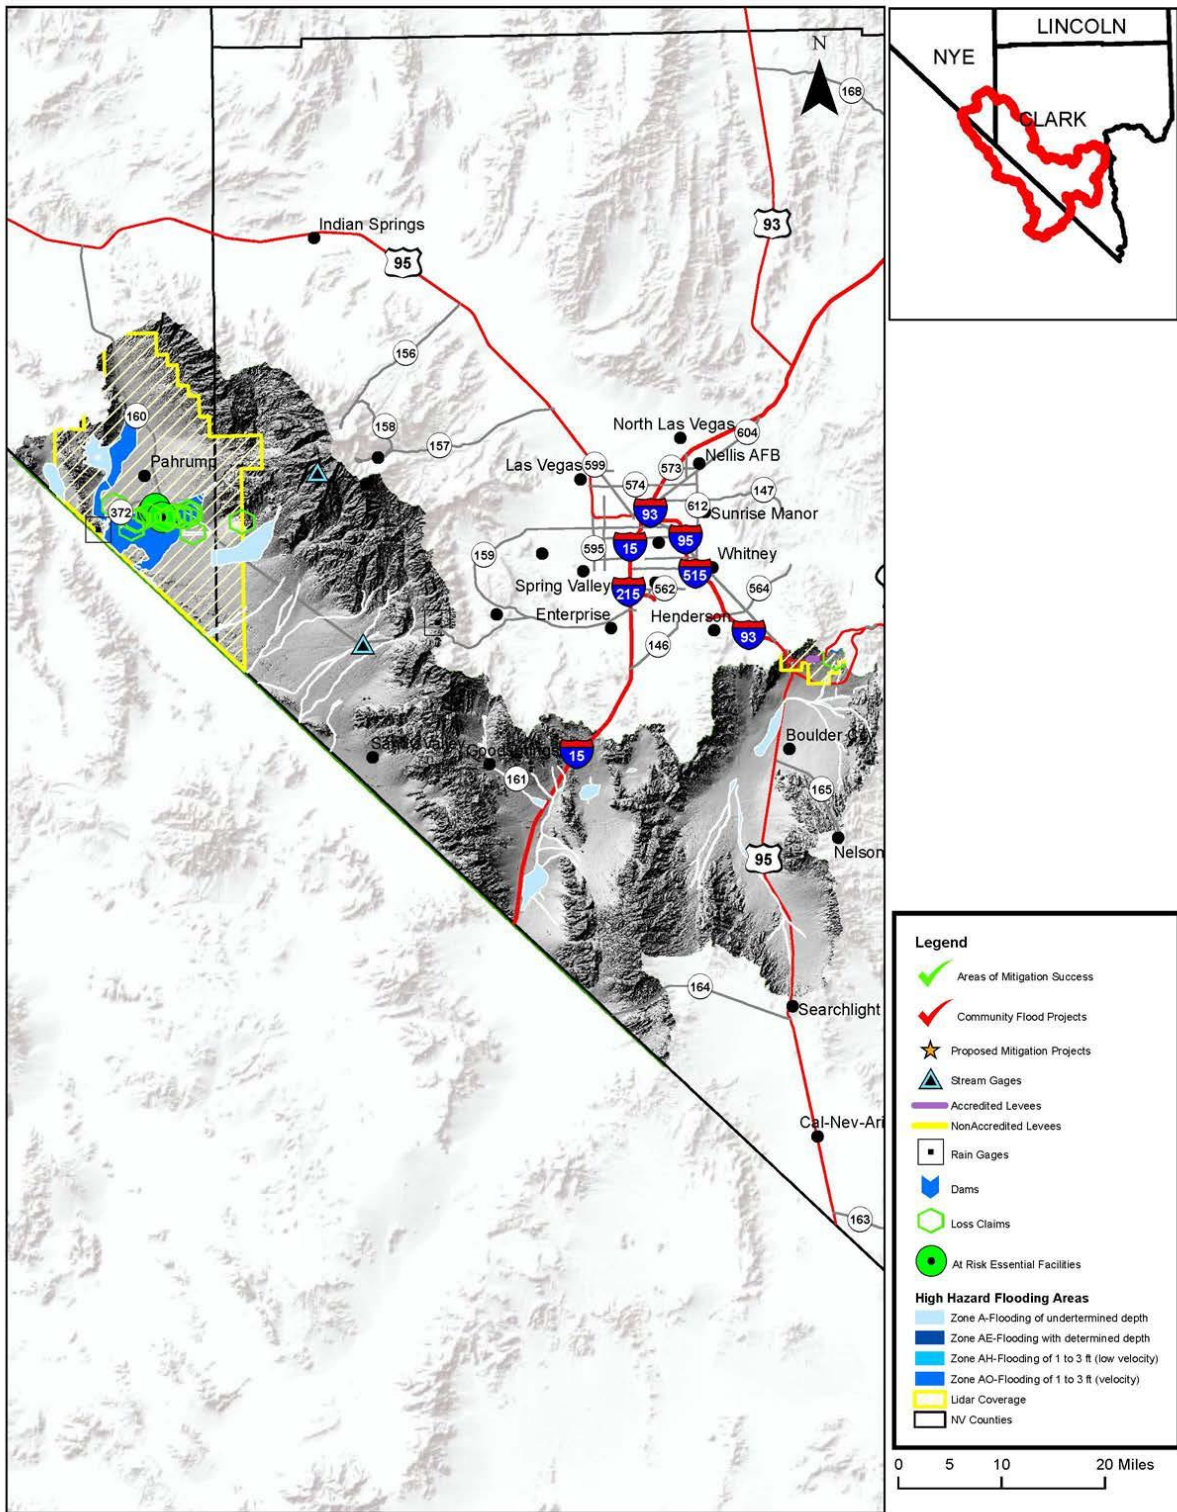 N
168
93
Indian Springs
95
156
160
158
157
North Las Vegas
604
Nellis AFB
Las Vegas
599
573
574
147
Pahrump
372
93
612
Sunrise Manor
159
595
15
95
Whitney
515
Spring Valley
215
562
564
Enterprise
Henderson
93
146
Boulder City
15
161
165
95
Nelson
164
Searchlight
Cal-Nev-Ari
163
LINCOLN
NYE
CLARK
Legend
Areas of Mitigation Success
Community Flood Projects
Proposed Mitigation Projects
Stream Gages
Accredited Levees
NonAccredited Levees
Rain Gages
Dams
Loss Claims
At Risk Essential Facilities
High Hazard Flooding Areas
Zone A-Flooding of undertermined depth
Zone AE-Flooding with determined depth
Zone AH-Flooding of 1 to 3 ft (low velocity)
Zone AO-Flooding of 1 to 3 ft (velocity)
Lidar Coverage
NV Counties
0 5 10 20 Miles